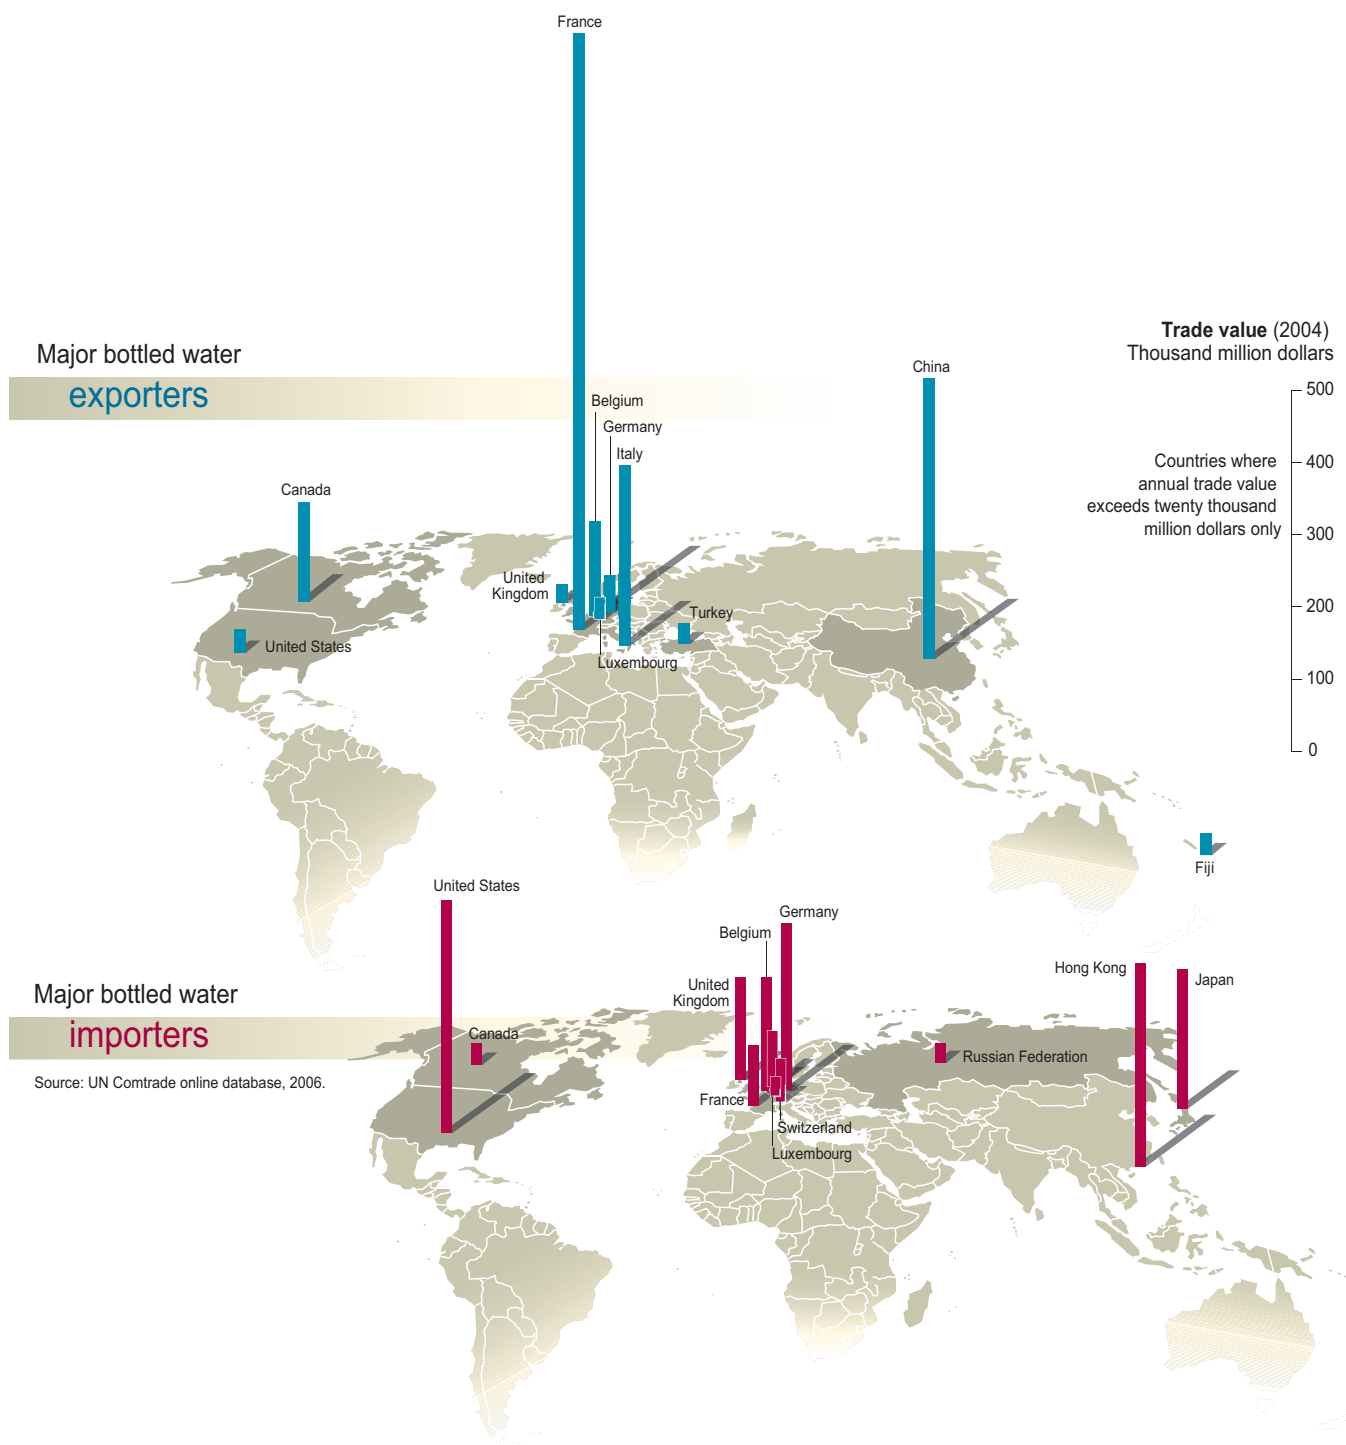 France
Trade value (2004)
Thousand million dollars
Major bottled water
exporters
China
500
Belgium
Germany
Italy
400
Countries where
annual trade value
exceeds twenty thousand
million dollars only
Canada
300
United
Kingdom
200
Turkey
United States
Luxembourg
100
0
Fiji
United States
Germany
Belgium
Hong Kong
Japan
United
Kingdom
Major bottled water
importers
Canada
Russian Federation
Source: UN Comtrade online database, 2006.
France
Switzerland
Luxembourg